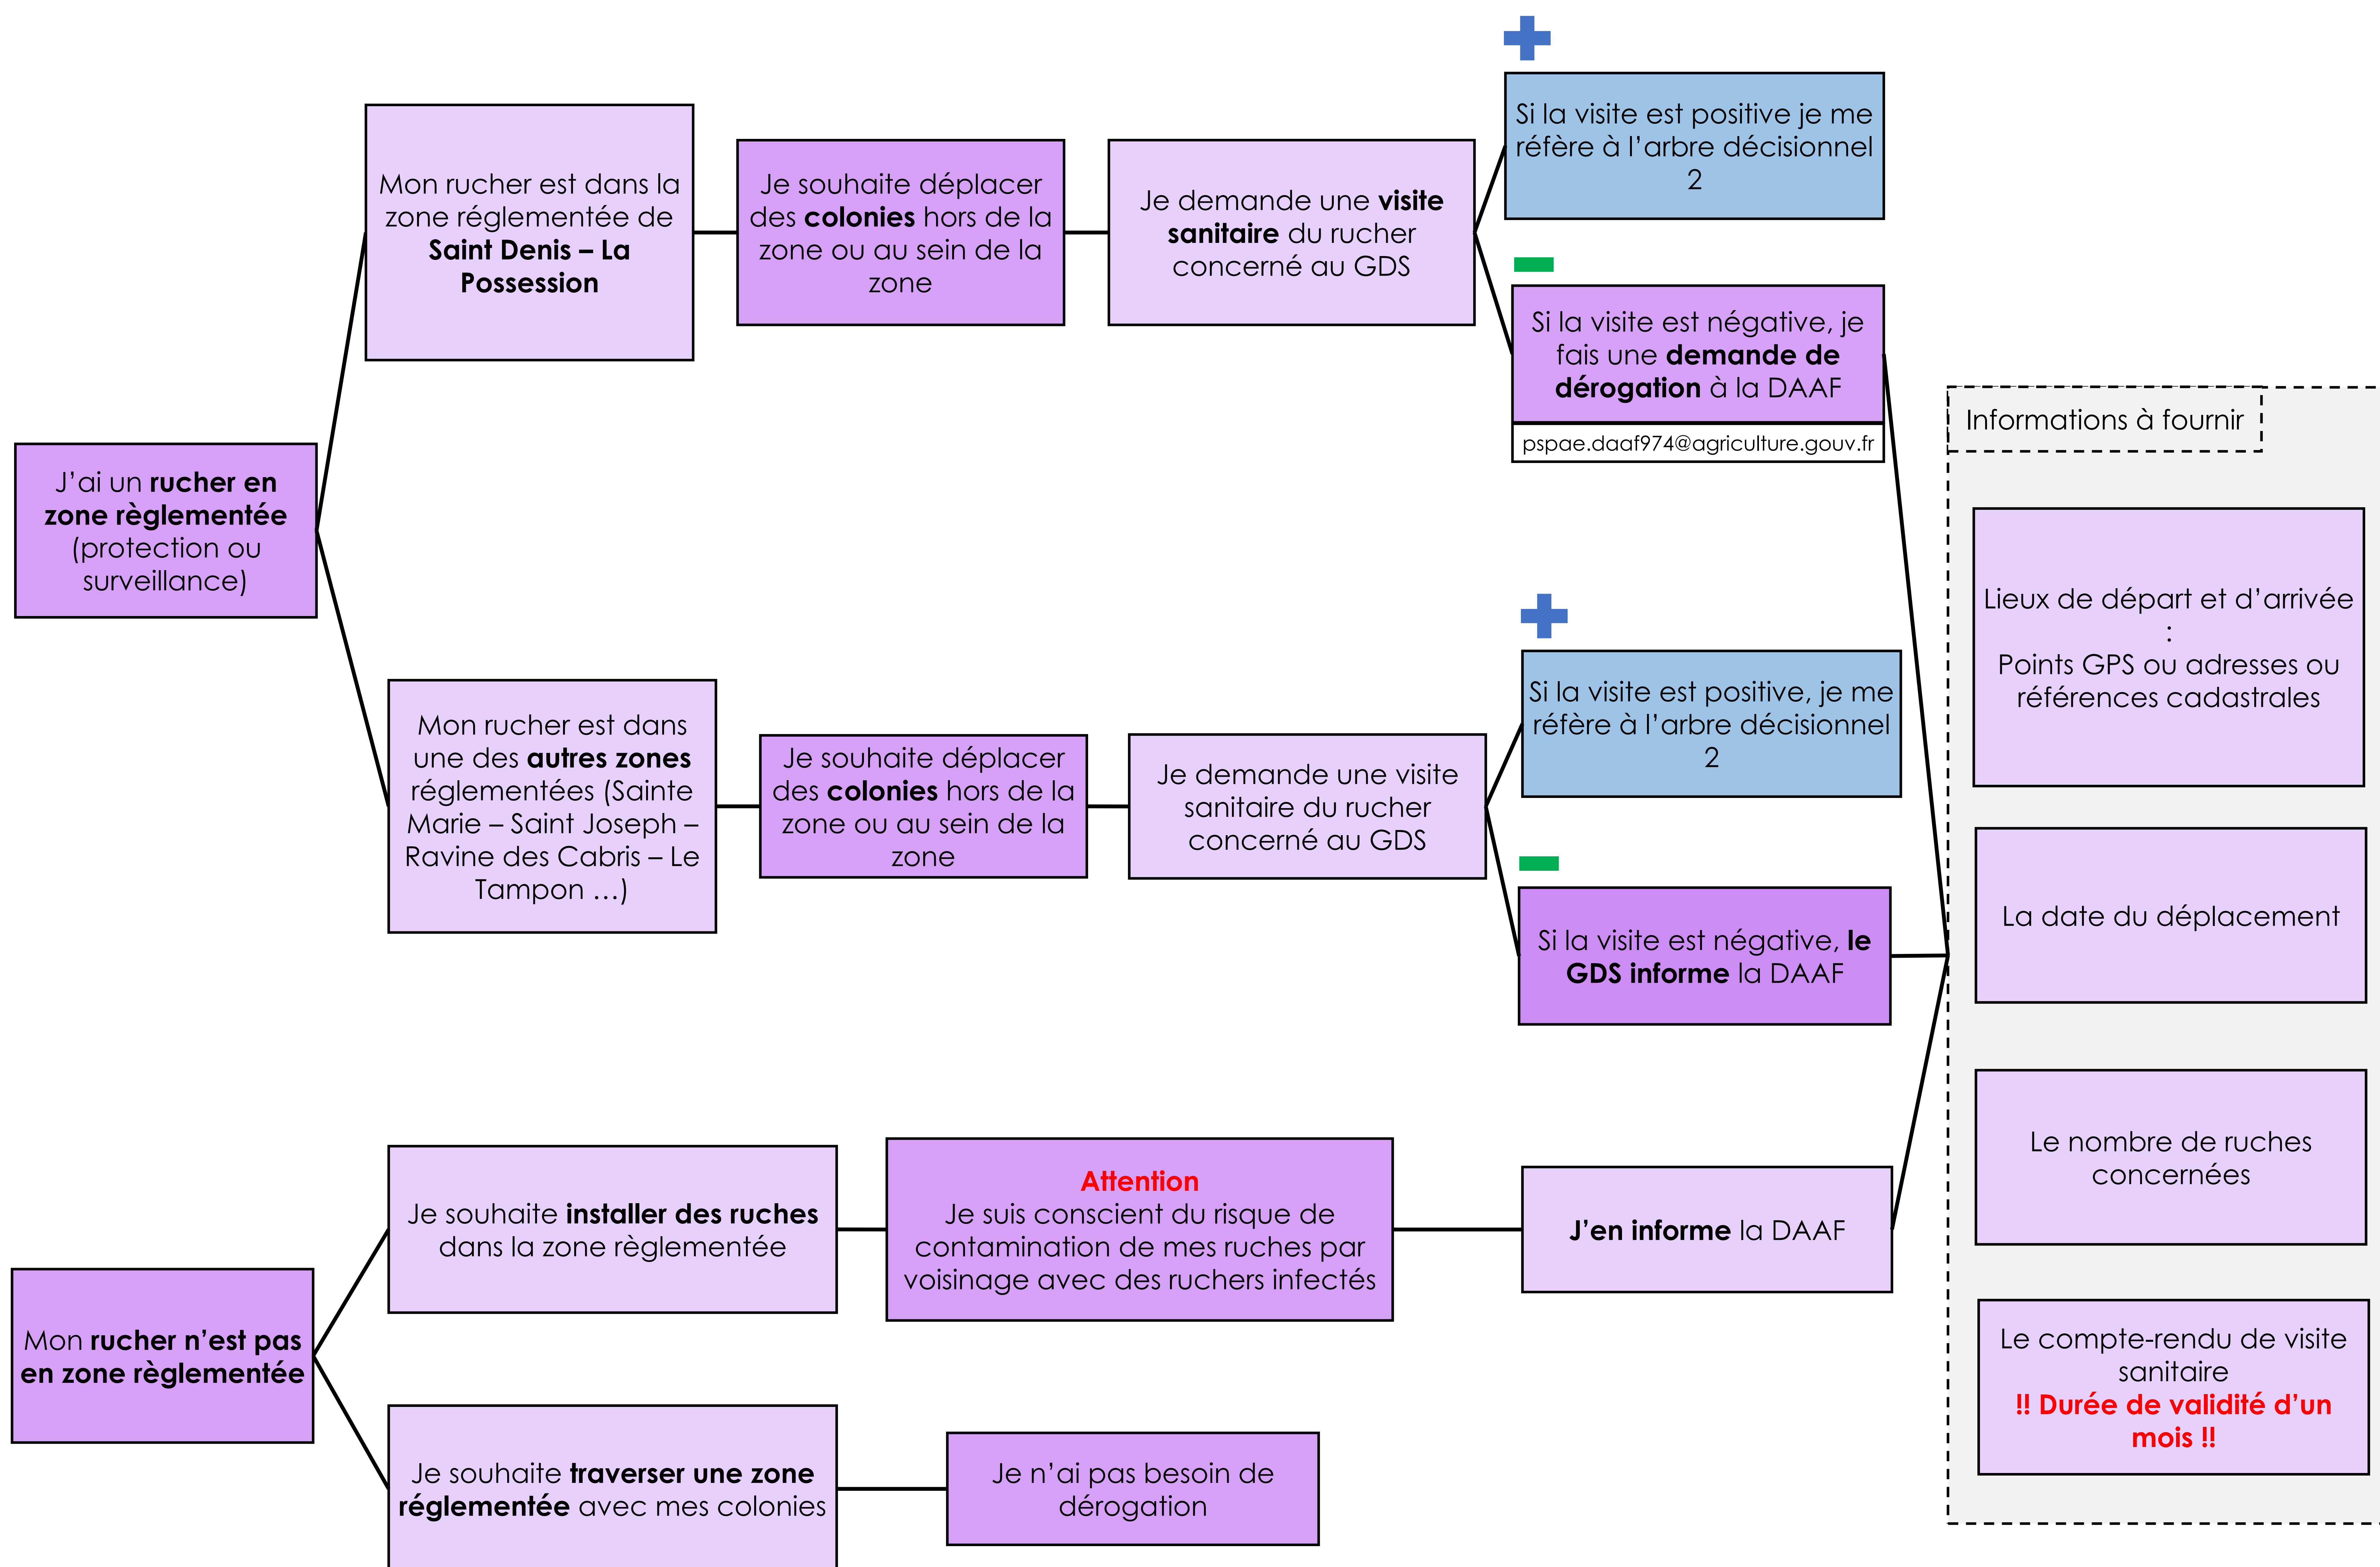 Si la visite est positive je me
réfère à l'arbre décisionnel
2
Mon rucher est dans la
zone réglementée de
Saint Denis – La
Possession
Je souhaite déplacer
des colonies hors de la
zone ou au sein de la
zone
Je demande une visite
sanitaire du rucher
concerné au GDS
Si la visite est négative, je
fais une demande de
dérogation à la DAAF
pspae.daaf974@agriculture.gouv.fr
J'ai un rucher en
zone règlementée
(protection ou
surveillance)
Mon rucher est dans
une des autres zones
réglementées (Sainte
Marie – Saint Joseph –
Ravine des Cabris – Le
Tampon …)
Je souhaite déplacer
des colonies hors de la
zone ou au sein de la
zone
Je demande une visite
sanitaire du rucher
concerné au GDS
Si la visite est positive, je me
réfère à l'arbre décisionnel
2
Si la visite est négative, le
GDS informe la DAAF
Mon rucher n'est pas
en zone règlementée
Je souhaite installer des ruches
dans la zone règlementée
Attention
Je suis conscient du risque de
contamination de mes ruches par
voisinage avec des ruchers infectés
J'en informe la DAAF
Je souhaite traverser une zone
réglementée avec mes colonies
Je n'ai pas besoin de
dérogation
Informations à fournir
Lieux de départ et d'arrivée
:
Points GPS ou adresses ou
références cadastrales
La date du déplacement
Le nombre de ruches
concernées
Le compte-rendu de visite
sanitaire
!! Durée de validité d'un
mois !!